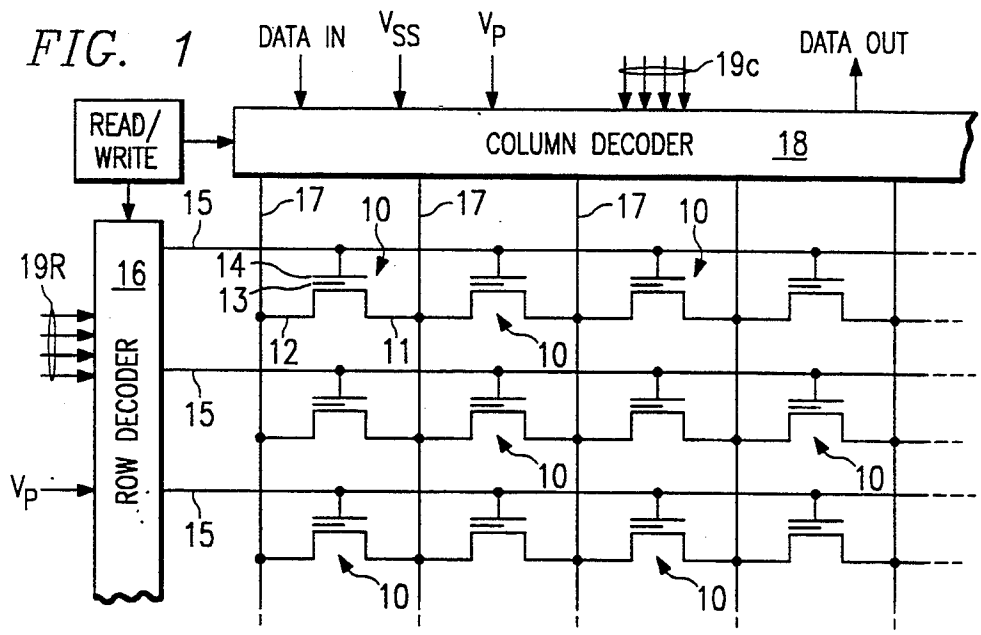 FIG. 1
DATA IN
VSS
VP
19c
DATA OUT
READ/
WRITE
COLUMN DECODER 18
15
17
17
17
10
10
16
14
13
19R
12
11
10
ROW DECODER
15
10
10
VP
15
10
10